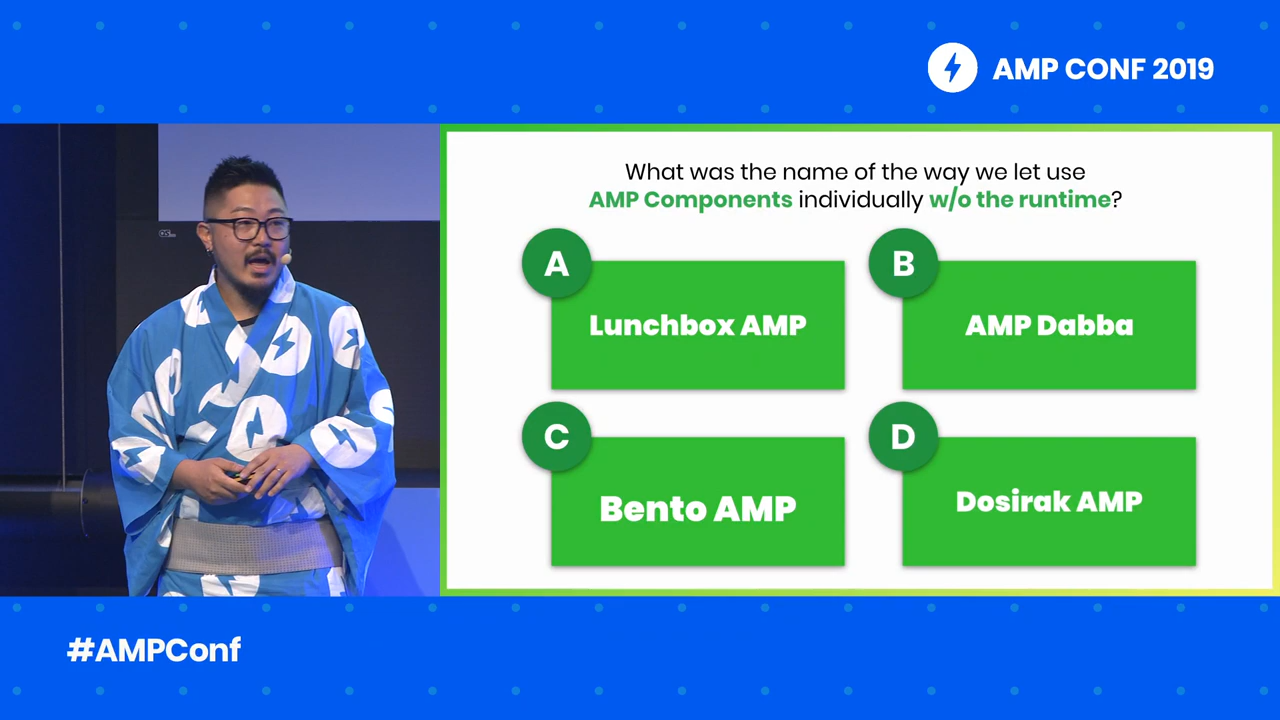 AMP CONF 2019
What was the name of the way we let use
AMP Components individually w/o the runtime?
A
Lunchbox AMP
B
AMP Dabba
C
Bento AMP
D
Dosirak AMP
#AMPConf